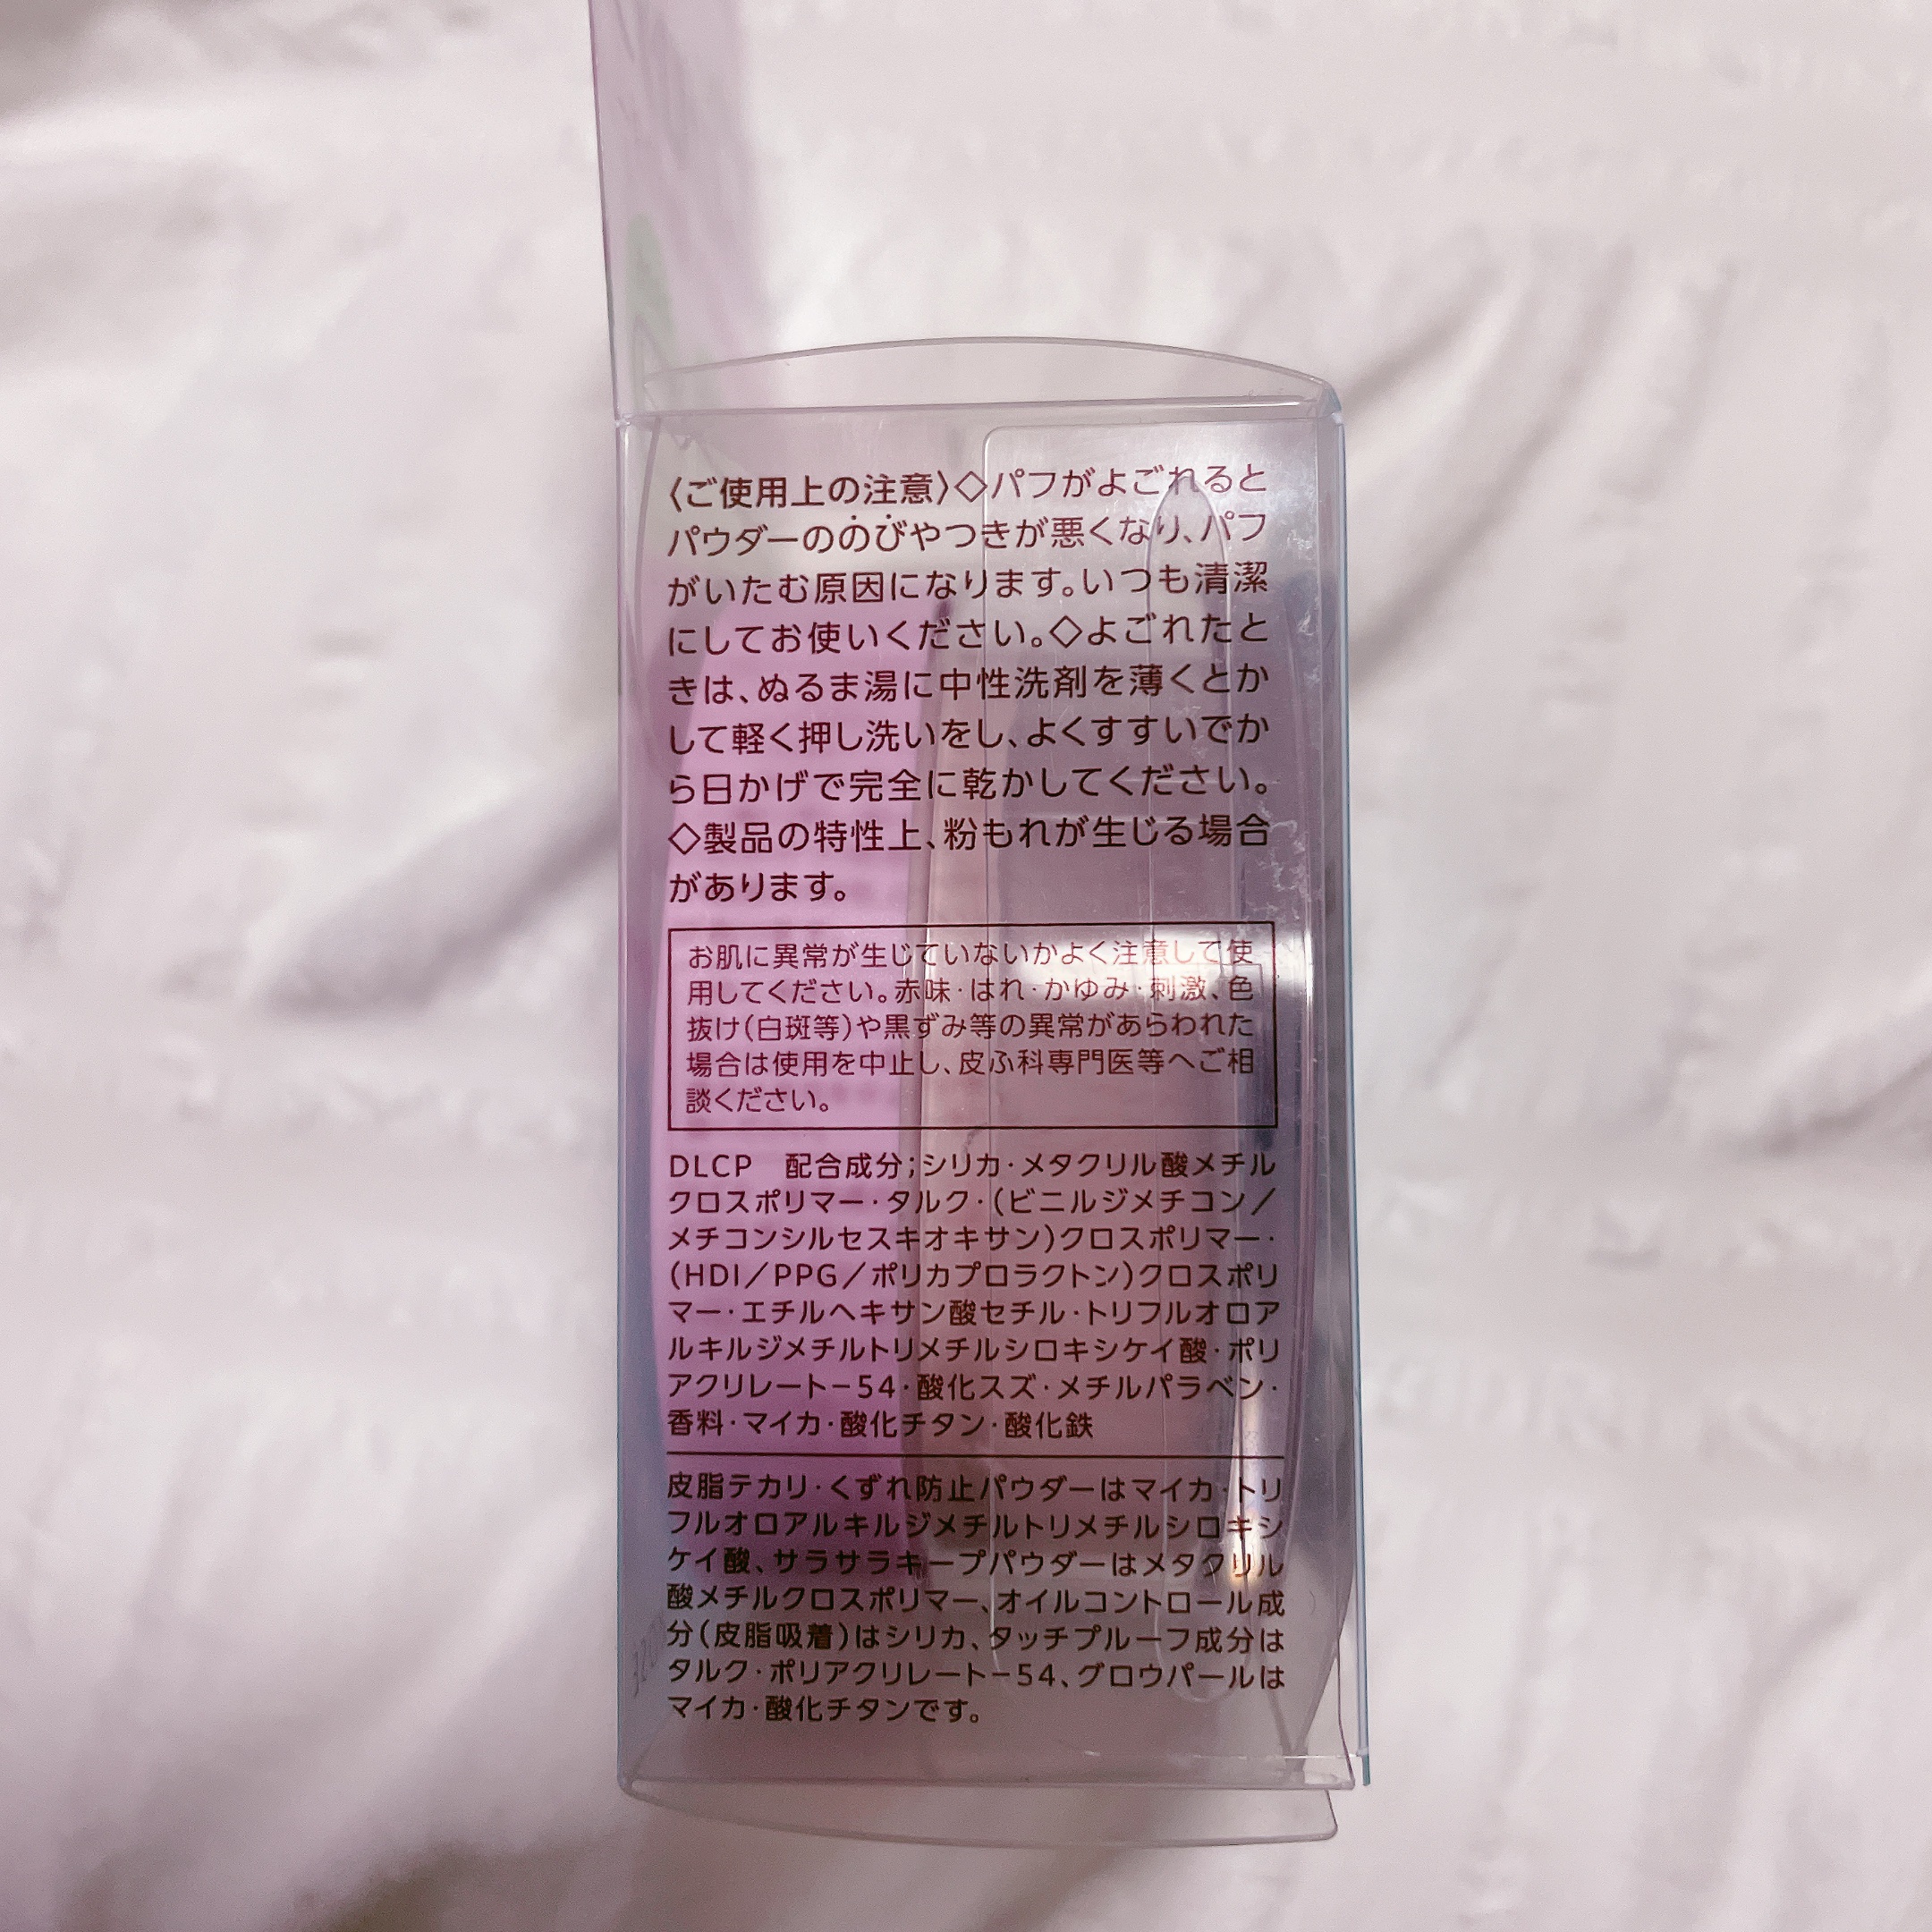 〈ご使用上の注意〉◇パフがよごれると
パウダーののびやつきが悪くなり、パフ
がいたむ原因になります。いつも清潔
にしてお使いください。◇よごれたと
きは、ぬるま湯に中性洗剤を薄くとか
して軽く押し洗いをし、よくすすいでか
ら日かげで完全に乾かしてください。
◇製品の特性上、粉もれが生じる場合
があります。
お肌に異常が生じていないかよく注意して使
用してください。赤味・はれ・かゆみ・刺激、色
抜け(白斑等)や黒ずみ等の異常があらわれた
場合は使用を中止し、皮ふ科専門医等へご相
談ください。
DLCP　配合成分;シリカ・メタクリル酸メチル
クロスポリマー・タルク・(ビニルジメチコン/
メチコンシルセスキオキサン)クロスポリマー・
(HDI/PPG/ポリカプロラクトン)クロスポリ
マー・エチルヘキサン酸セチル・トリフルオロア
ルキルジメチルトリメチルシロキシケイ酸・ポリ
アクリレート-54・酸化スズ・メチルパラベン・
香料・マイカ・酸化チタン・酸化鉄
皮脂テカリ・くずれ防止パウダーはマイカ・トリ
フルオロアルキルジメチルトリメチルシロキシ
ケイ酸、サラサラキープパウダーはメタクリル
酸メチルクロスポリマー、オイルコントロール成
分(皮脂吸着)はシリカ、タッチプルーフ成分は
タルク・ポリアクリレート-54、グロウパールは
マイカ・酸化チタンです。